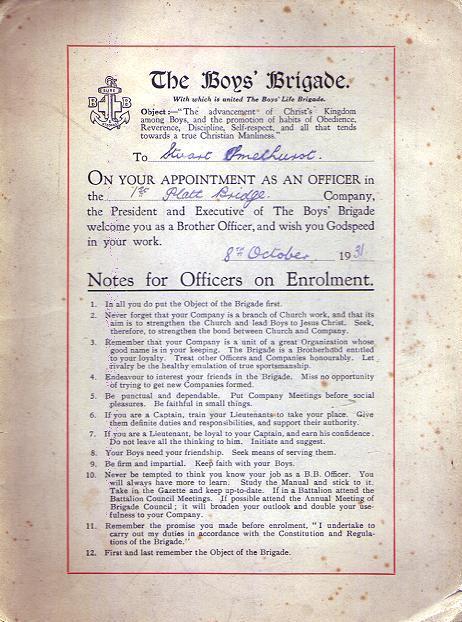 The Boys' Brigade.
With which is united The Boys' Life Brigade.
SURE
B B
Object:—"The advancement of Christ's Kingdom
among Boys, and the promotion of habits of Obedience,
Reverence, Discipline, Self-respect, and all that tends
towards a true Christian Manliness."
To Stuart Smethurst.
ON YOUR APPOINTMENT AS AN OFFICER in
the 1st Platt Bridge. Company,
the President and Executive of The Boys' Brigade
welcome you as a Brother Officer, and wish you Godspeed
in your work.
8th October 1931.
Notes for Officers on Enrolment.
1. In all you do put the Object of the Brigade first.
2. Never forget that your Company is a branch of Church work, and that its
aim is to strengthen the Church and lead Boys to Jesus Christ. Seek,
therefore, to strengthen the bond between Church and Company.
3. Remember that your Company is a unit of a great Organisation whose
good name is in your keeping. The Brigade is a Brotherhood entitled
to your loyalty. Treat other Officers and Companies honourably. Let
rivalry be the healthy emulation of true sportsmanship.
4. Endeavour to interest your friends in the Brigade. Miss no opportunity
of trying to get new Companies formed.
5. Be punctual and dependable. Put Company Meetings before social
pleasures. Be faithful in small things.
6. If you are a Captain, train your Lieutenants to take your place. Give
them definite duties and responsibilities, and support their authority.
7. If you are a Lieutenant, be loyal to your Captain, and earn his confidence.
Do not leave all the thinking to him. Initiate and suggest.
8. Your Boys need your friendship. Seek means of serving them.
9. Be firm and impartial. Keep faith with your Boys.
10. Never be tempted to think you know your job as a B.B. Officer. You
will always have more to learn. Study the Manual and stick to it.
Take in the Gazette and keep up-to-date. If in a Battalion attend the
Battalion Council Meetings. If possible attend the Annual Meeting of
Brigade Council; it will broaden your outlook and double your use-
fulness to your Company.
11. Remember the promise you made before enrolment, "I undertake to
carry out my duties in accordance with the Constitution and Regula-
tions of the Brigade."
12. First and last remember the Object of the Brigade.